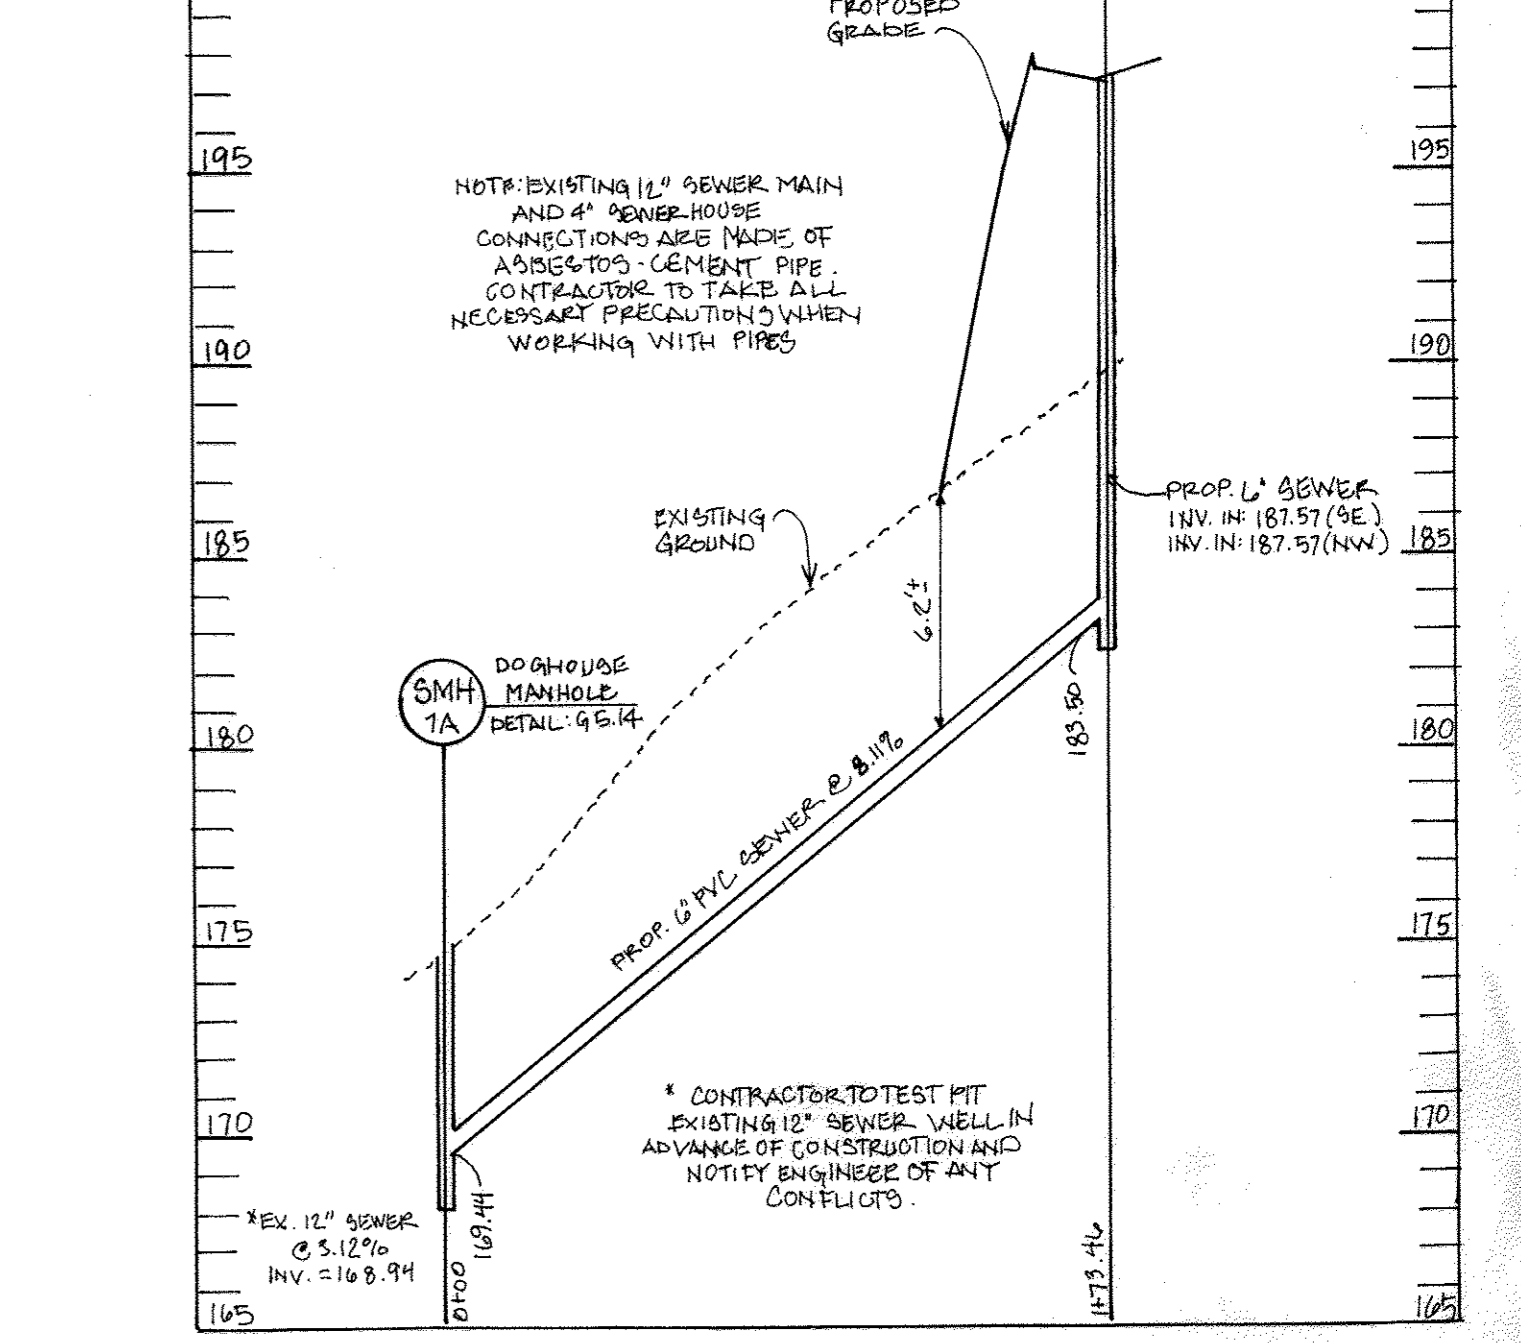 PROPOSED
GRADE
195
195
NOTE: EXISTING 12" SEWER MAIN
AND 4" SEWER HOUSE
CONNECTIONS ARE MADE OF
ASBESTOS-CEMENT PIPE.
CONTRACTOR TO TAKE ALL
NECESSARY PRECAUTIONS WHEN
WORKING WITH PIPES
190
190
PROP. 6" SEWER
INV. IN: 187.57 (SE)
INV. IN: 187.57 (NW)
EXISTING
GROUND
185
185
6.2'±
DOGHOUSE
MANHOLE
DETAIL: G5.14
SMH
7A
180
180
183.50
PROP. 6" PVC SEWER @ 8.11%
175
175
* CONTRACTOR TO TEST PIT
EXISTING 12" SEWER WELL IN
ADVANCE OF CONSTRUCTION AND
NOTIFY ENGINEER OF ANY
CONFLICTS.
170
170
*EX. 12" SEWER
@ 3.12%
INV. = 168.94
169.44
0+00
1+73.46
165
165